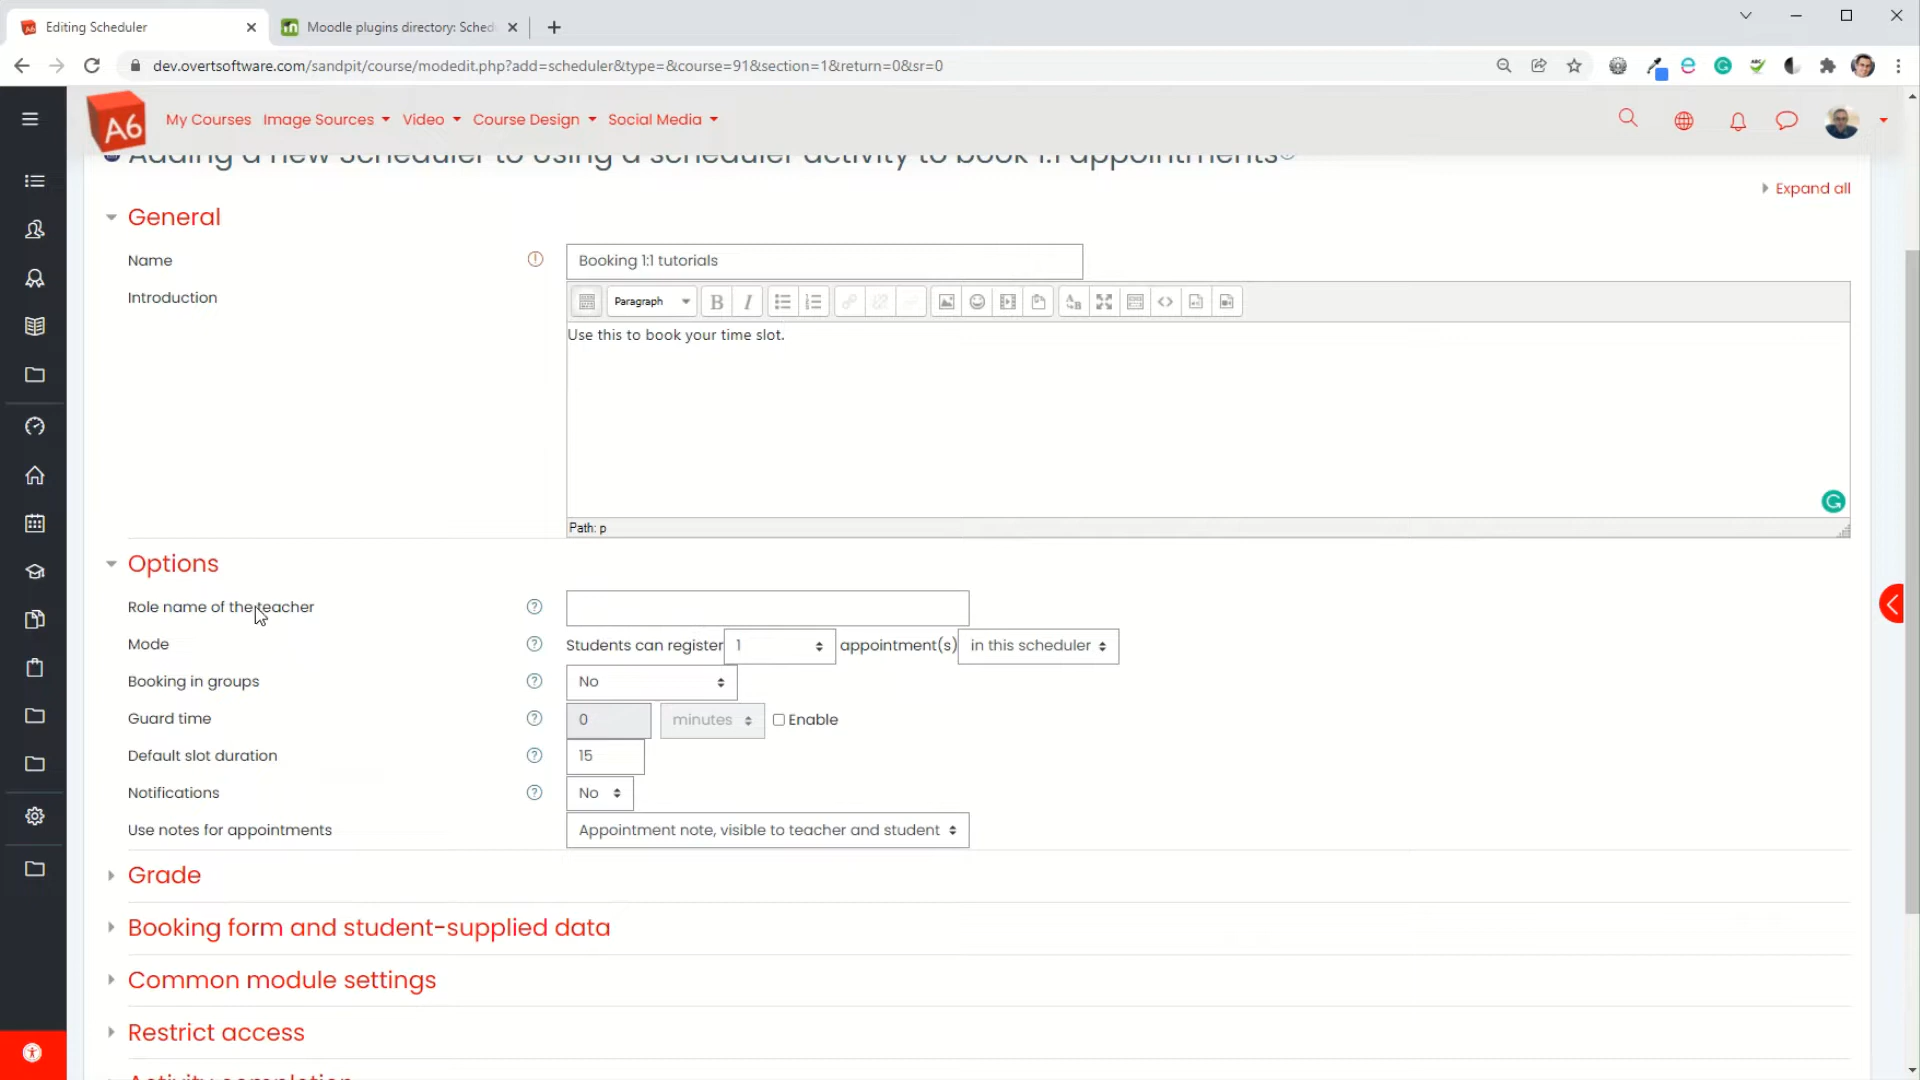 Editing Scheduler
Moodle plugins directory: Sched
dev.overtsoftware.com/sandpit/course/modedit.php?add=scheduler&type=&course=91&section=1&return=0&sr=0
A6
My Courses Image Sources Video Course Design Social Media
Adding a new Scheduler to Using a scheduler activity to book 1:1 appointments
Expand all
General
Name
Booking 1:1 tutorials
Introduction
Paragraph
B I
Use this to book your time slot.
Path: p
Options
Role name of the teacher
Mode
Students can register 1 appointment(s) in this scheduler
Booking in groups
No
Guard time
0 minutes Enable
Default slot duration
15
Notifications
No
Use notes for appointments
Appointment note, visible to teacher and student
Grade
Booking form and student-supplied data
Common module settings
Restrict access
Activity completion